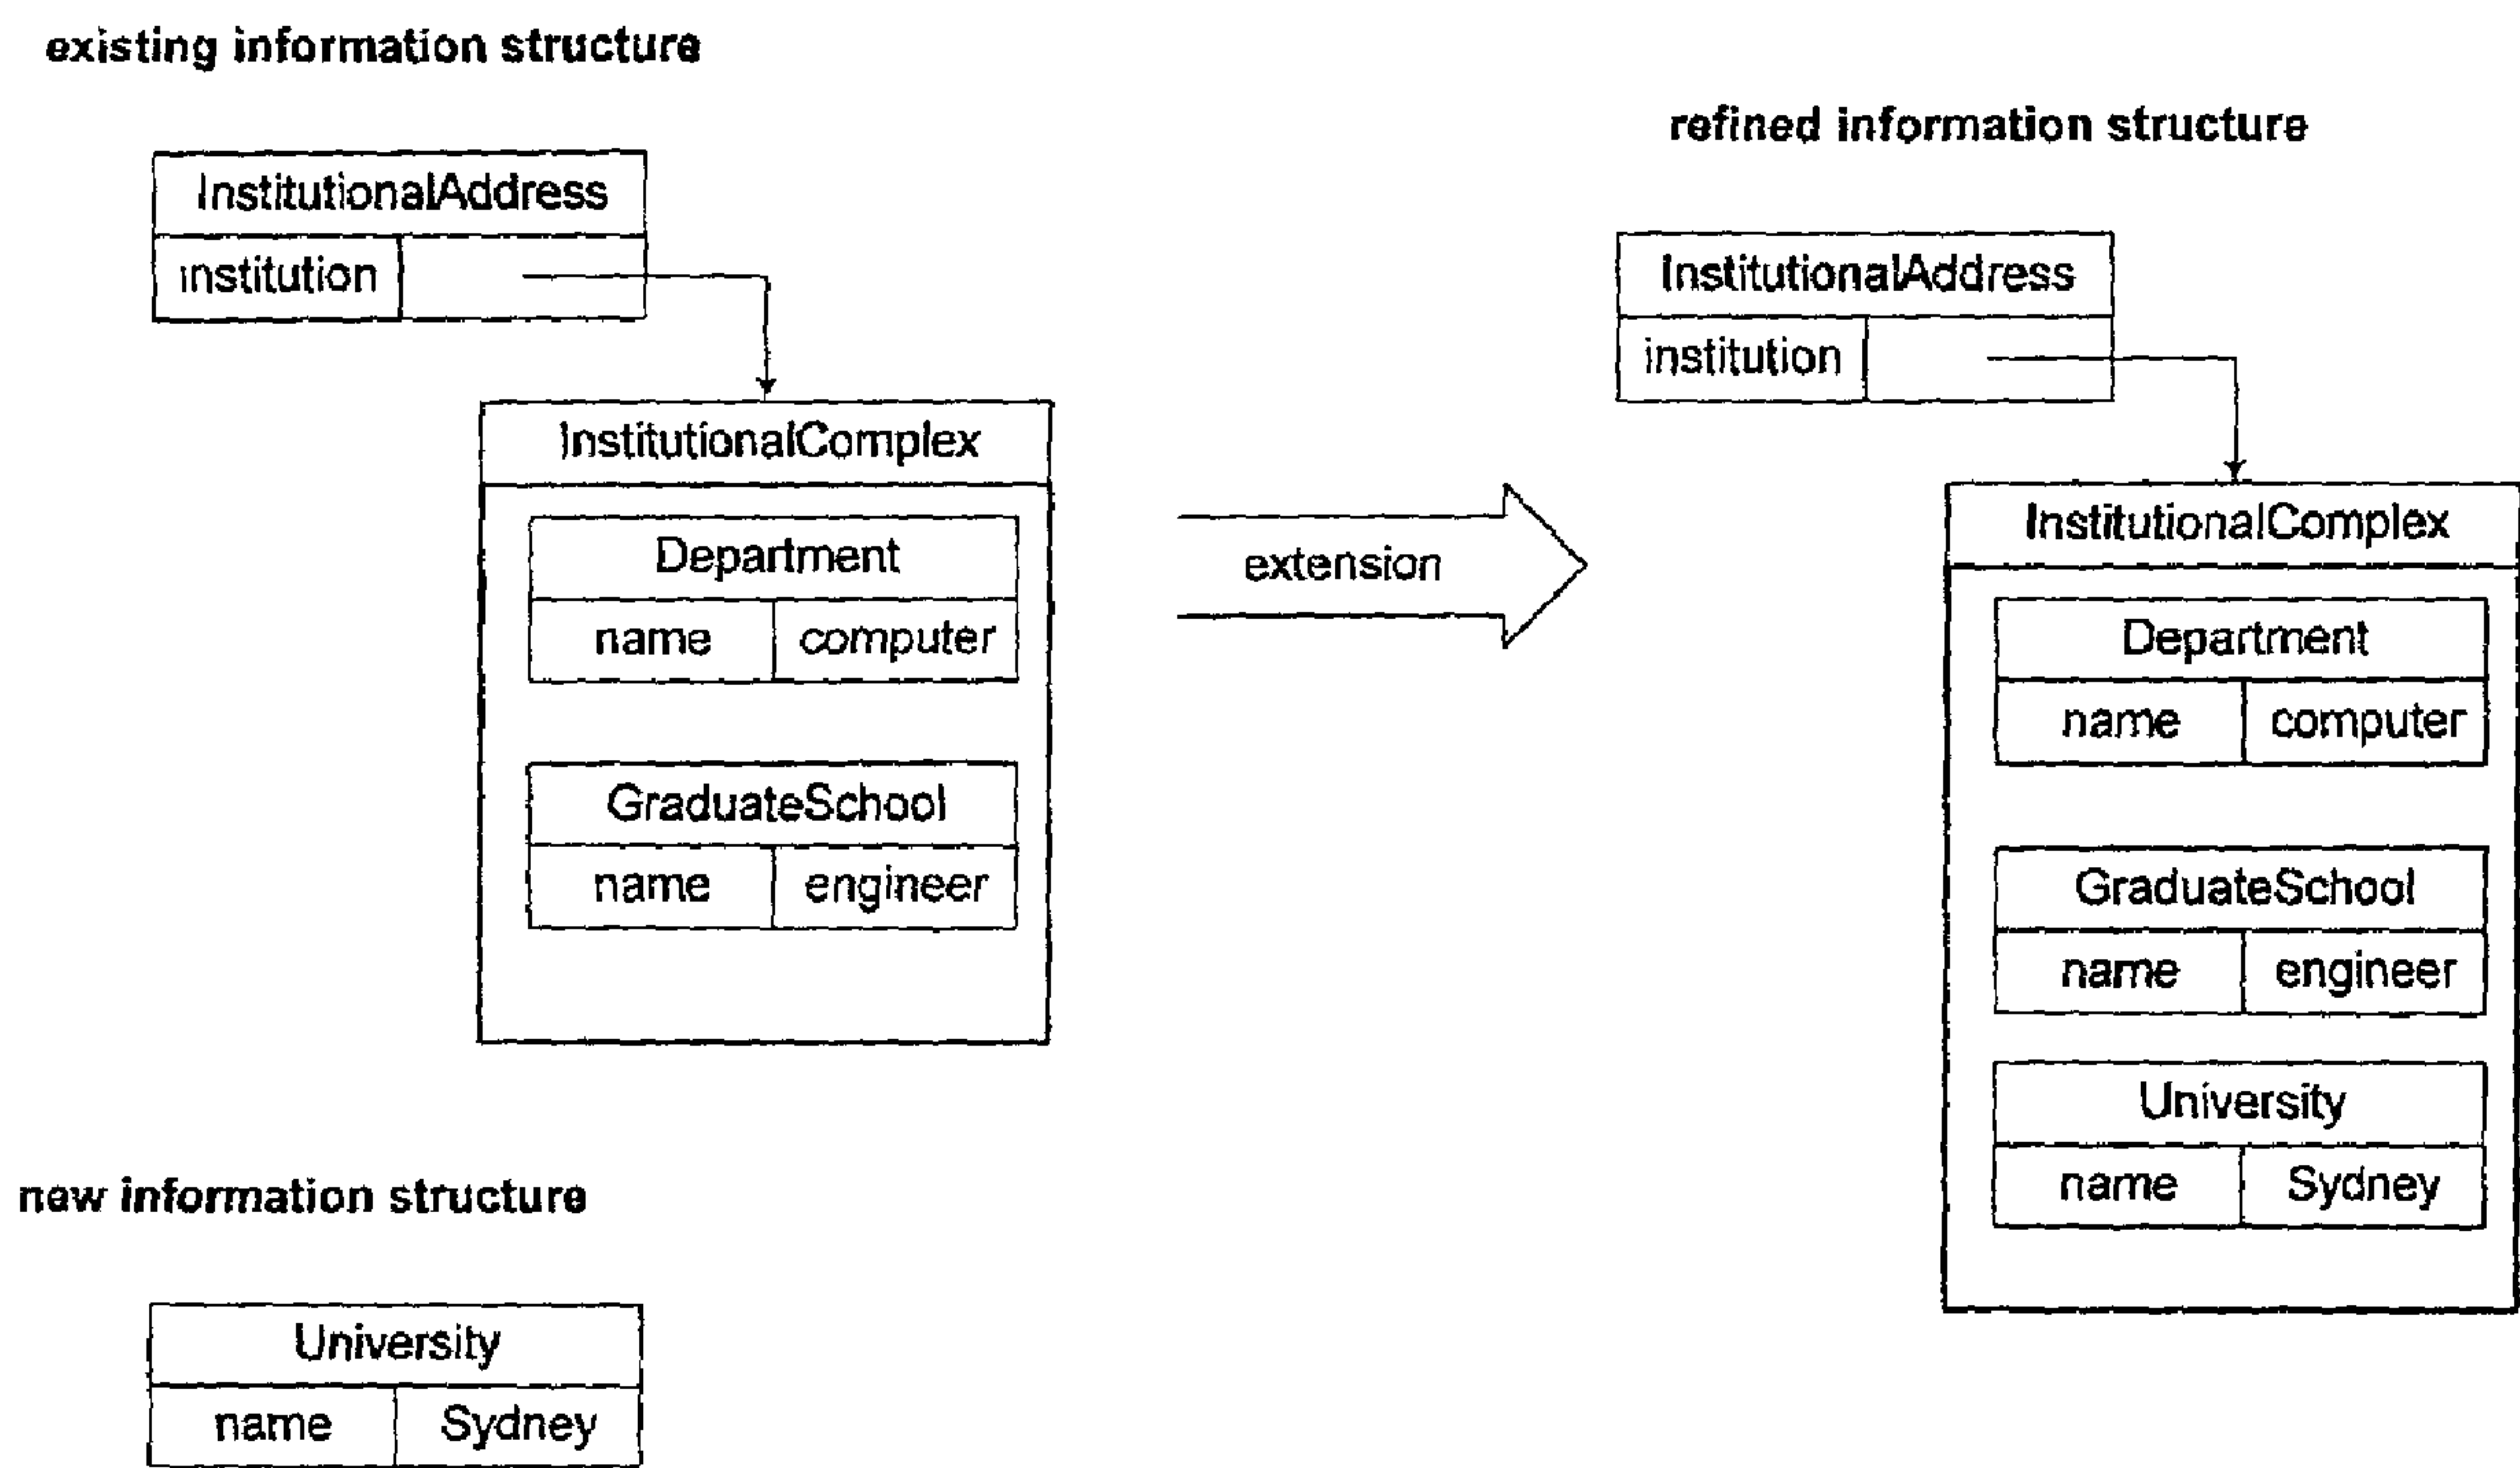 existing information structure
InstitutionalAddress
institution
InstitutionalComplex
Department
name computer
GraduateSchool
name engineer
new information structure
University
name Sydney
extension
refined information structure
InstitutionalAddress
institution
InstitutionalComplex
Department
name computer
GraduateSchool
name engineer
University
name Sydney